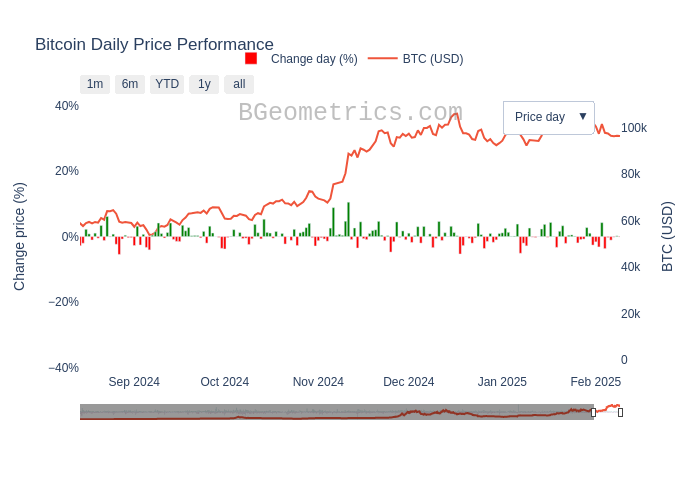 Bitcoin Daily Price Performance
Change day (%)
BTC (USD)
1m
6m
YTD
1y
all
BGeometrics.com
Price day ▼
40%
20%
0%
−20%
−40%
Change price (%)
100k
80k
60k
40k
20k
0
BTC (USD)
Sep 2024
Oct 2024
Nov 2024
Dec 2024
Jan 2025
Feb 2025